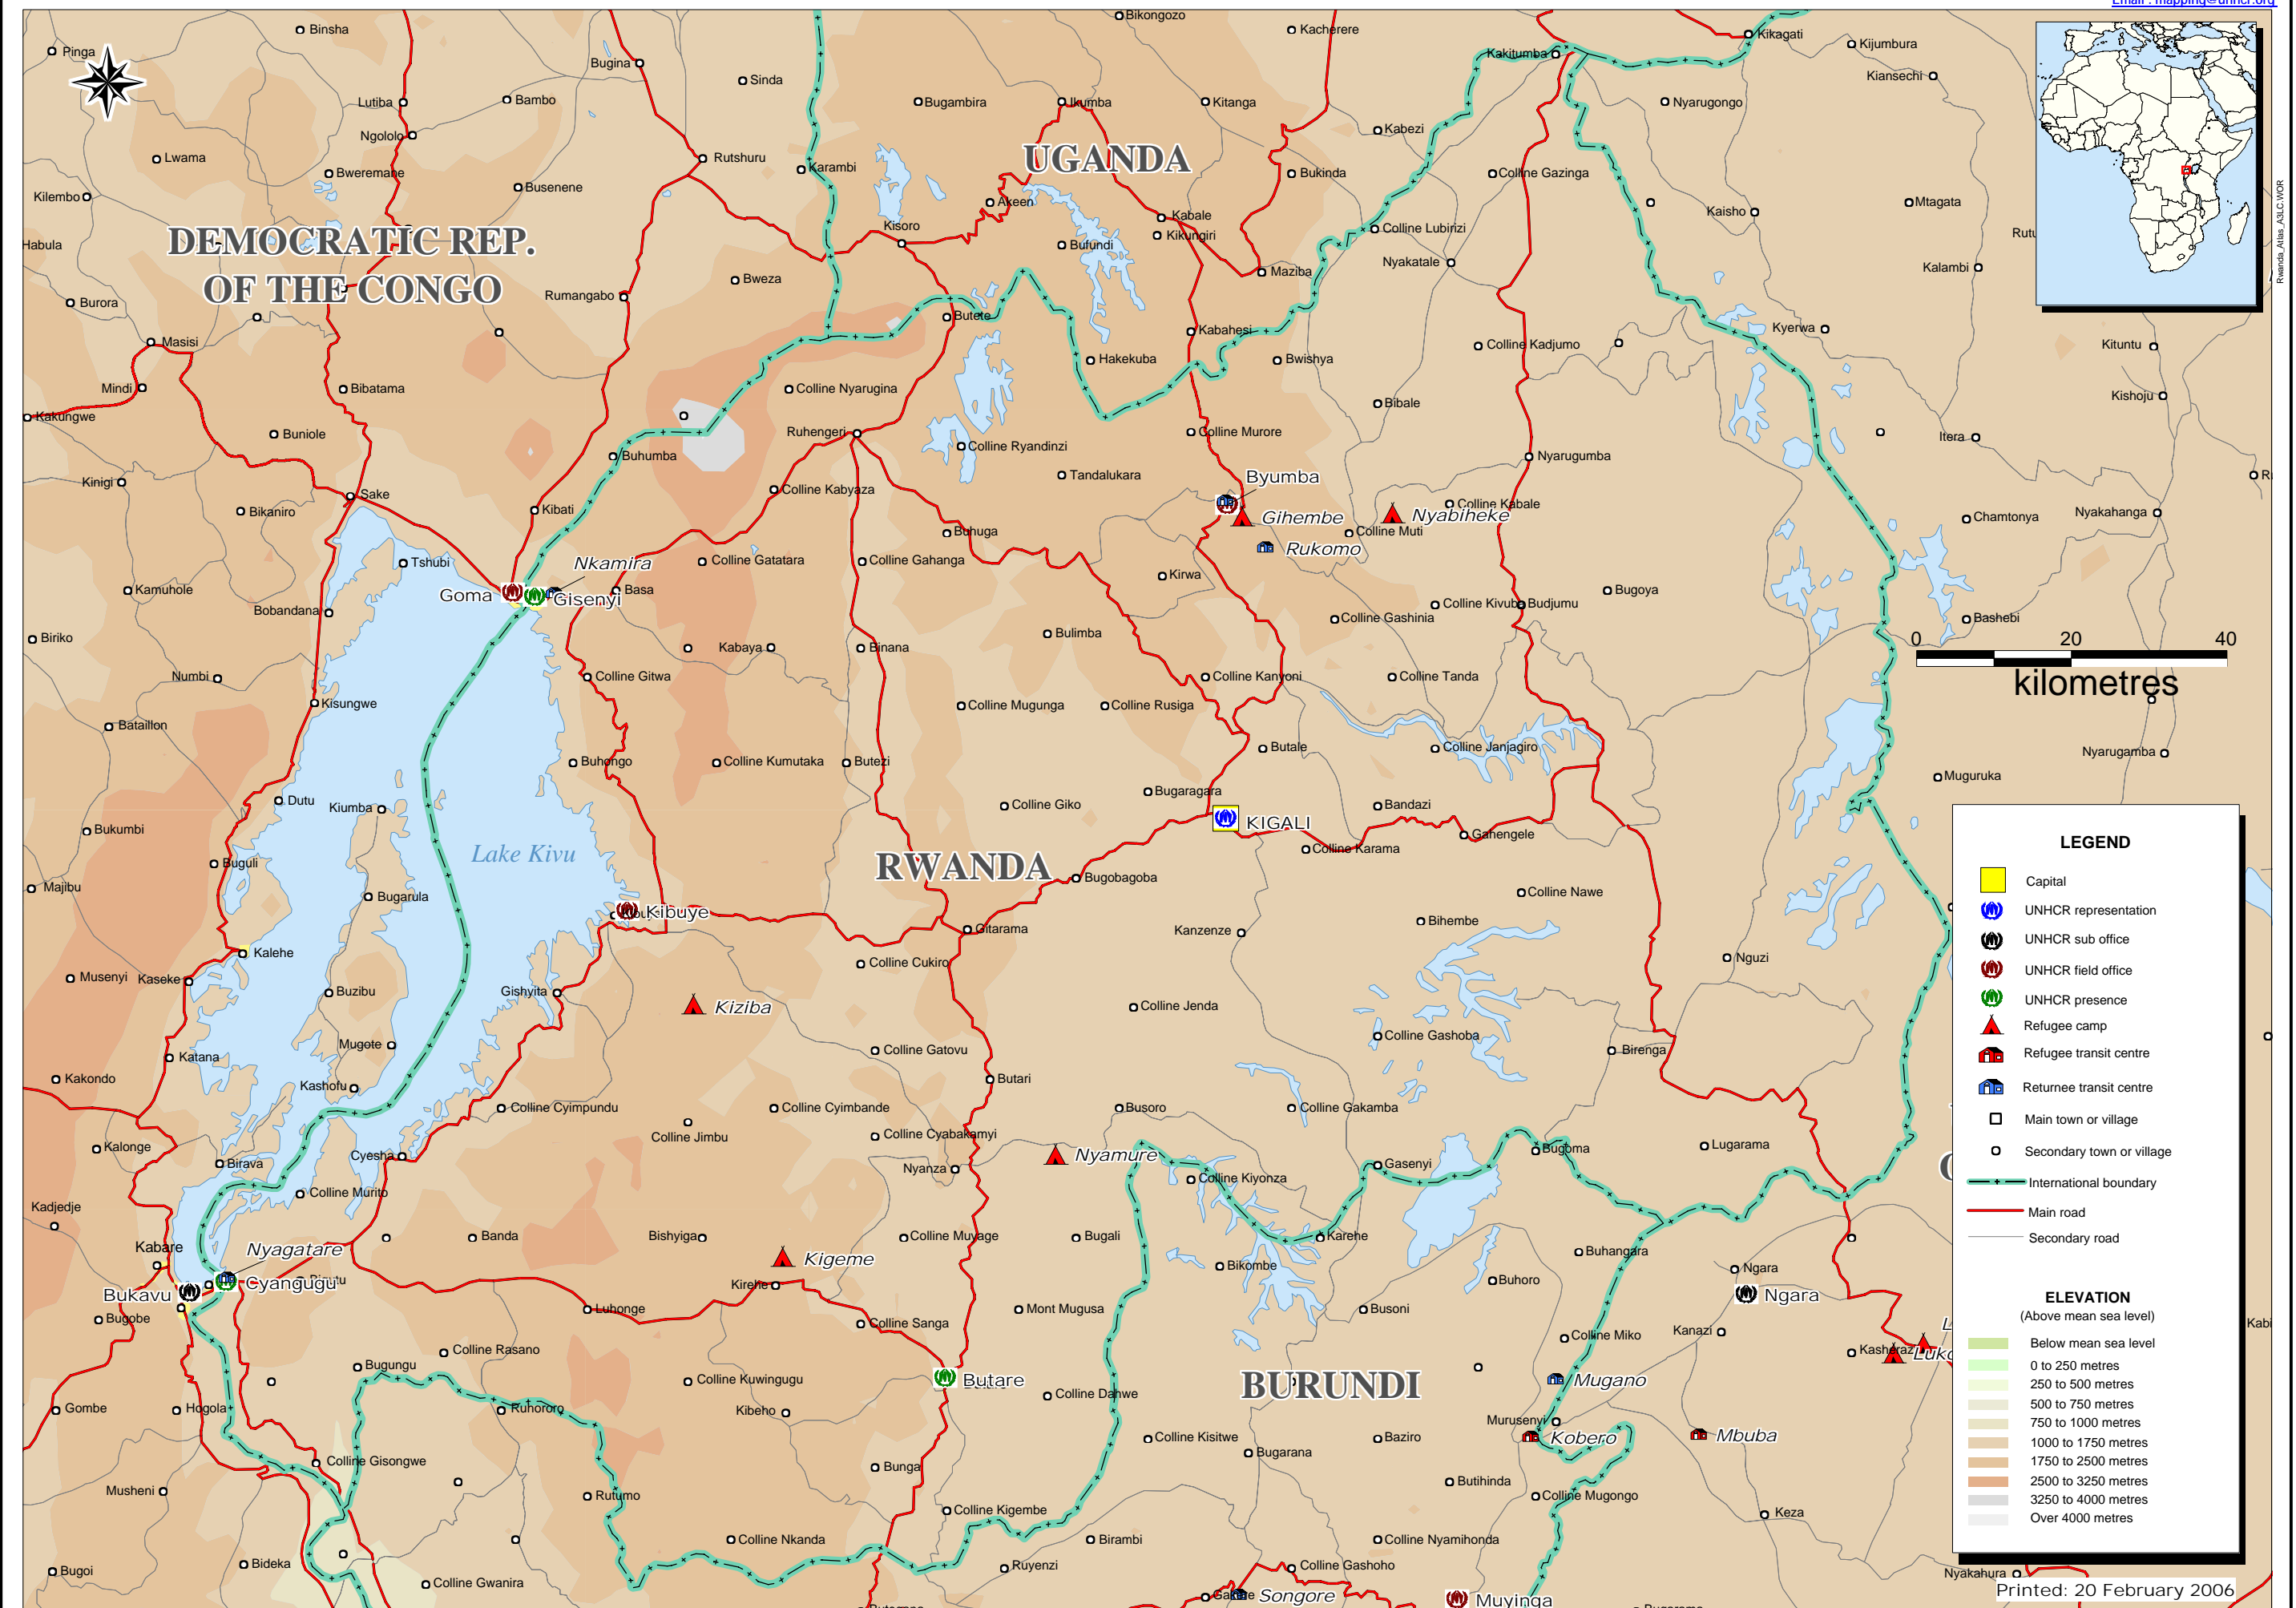 Email : mapping@unhcr.org
Bikongozo
Binsha
Kacherere
Kikagati
Kijumbura
Pinga
Kakitumba
Bugina
Kiansechi
Sinda
Bambo
Lutiba
Bugambira
Ikumba
Kitanga
Nyarugongo
Ngololo
Kabezi
Lwama
Rutshuru
UGANDA
Karambi
Bweremane
Bukinda
Colline Gazinga
Busenene
Kilembo
Akeen
Mtagata
Kabale
Kaisho
Kisoro
Colline Lubirizi
Kikungiri
Rutu
DEMOCRATIC REP.
OF THE CONGO
Habula
Bufundi
Nyakatale
Kalambi
Maziba
Bweza
Rumangabo
Burora
Rwanda_Atlas_A3LC.WOR
Butete
Kabahesi
Kyerwa
Masisi
Hakekuba
Bwishya
Colline Kadjumo
Kituntu
Mindi
Bibatama
Colline Nyarugina
Kishoju
Kakungwe
Bibale
Buniole
Ruhengeri
Colline Ryandinzi
Colline Murore
Itera
Buhumba
Nyarugumba
Tandalukara
Kinigi
Colline Kabyaza
Byumba
Sake
Bikaniro
Kibati
Gihembe
Nyabiheke
Colline Kabale
Chamtonya
Nyakahanga
Buhuga
Colline Muti
Rukomo
Tshubi
Nkamira
Colline Gatatara
Colline Gahanga
Kirwa
Kamuhole
Goma
Gisenyi
Basa
Bugoya
Bobandana
Colline Kivuba
Budjumu
Colline Gashinia
Bashebi
Biriko
Bulimba
0 20 40
kilometres
Kabaya
Binana
Numbi
Colline Gitwa
Colline Kanyoni
Colline Tanda
Kisungwe
Colline Mugunga
Colline Rusiga
Bataillon
Butale
Colline Janjagiro
Nyarugamba
Buhongo
Colline Kumutaka
Butezi
Muguruka
Dutu
Kiumba
Colline Giko
Bugaragara
Bandazi
KIGALI
Bukumbi
Gahengele
Lake Kivu
Colline Karama
Buguli
RWANDA
Bugobagoba
Majibu
Bugarula
Colline Nawe
Kibuye
Bihembe
Gitarama
Kanzenze
Kalehe
Colline Cukiro
Nguzi
Musenyi
Kaseke
Buzibu
Gishyita
Kiziba
Colline Jenda
Colline Gashoba
Mugote
Katana
Colline Gatovu
Birenga
Kakondo
Kashofu
Butari
Colline Cyimpundu
Colline Cyimbande
Busoro
Colline Gakamba
Colline Jimbu
Colline Cyabakamyi
Kalonge
Lugarama
Bugoma
Cyesha
Nyamure
Birava
Nyanza
Gasenyi
Colline Murito
Colline Kiyonza
Kadjedje
Banda
Bishyiga
Colline Muyage
Bugali
Karehe
Kabare
Nyagatare
Kigeme
Buhangara
Bikombe
Ngara
Cyangugu
Kirehe
Buhoro
Bukavu
Ngara
Luhonge
Mont Mugusa
Busoni
Bugobe
Colline Sanga
Kanazi
Colline Miko
Kabi
Colline Rasano
Kasheraz
Luko
Bugungu
Colline Kuwingugu
Butare
BURUNDI
Mugano
Colline Dahwe
Gombe
Hogola
Ruhororo
Kibeho
Murusenyi
Colline Kisitwe
Baziro
Kobero
Mbuba
Bugarana
Colline Gisongwe
Bunga
Butihinda
Musheni
Rutumo
Colline Mugongo
Colline Kigembe
Keza
Colline Nkanda
Birambi
Colline Nyamihonda
Bugoi
Bideka
Ruyenzi
Colline Gashoho
Nyakahura
Colline Gwanira
Songore
Muyinga
Printed: 20 February 2006
LEGEND
Capital
UNHCR representation
UNHCR sub office
UNHCR field office
UNHCR presence
Refugee camp
Refugee transit centre
Returnee transit centre
Main town or village
Secondary town or village
International boundary
Main road
Secondary road
ELEVATION
(Above mean sea level)
Below mean sea level
0 to 250 metres
250 to 500 metres
500 to 750 metres
750 to 1000 metres
1000 to 1750 metres
1750 to 2500 metres
2500 to 3250 metres
3250 to 4000 metres
Over 4000 metres